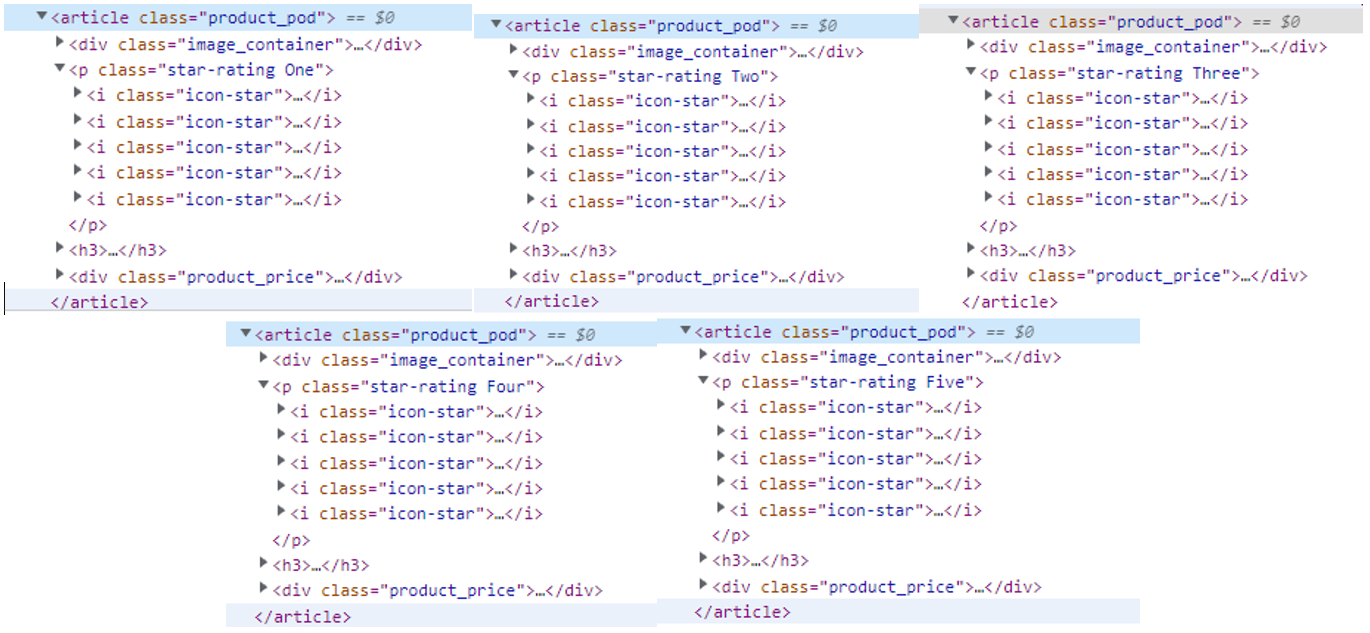 ▼<article class="product_pod"> == $0
▶<div class="image_container">…</div>
▼<p class="star-rating One">
▶<i class="icon-star">…</i>
▶<i class="icon-star">…</i>
▶<i class="icon-star">…</i>
▶<i class="icon-star">…</i>
▶<i class="icon-star">…</i>
</p>
▶<h3>…</h3>
▶<div class="product_price">…</div>
</article>
▼<article class="product_pod"> == $0
▶<div class="image_container">…</div>
▼<p class="star-rating Two">
▶<i class="icon-star">…</i>
▶<i class="icon-star">…</i>
▶<i class="icon-star">…</i>
▶<i class="icon-star">…</i>
▶<i class="icon-star">…</i>
</p>
▶<h3>…</h3>
▶<div class="product_price">…</div>
</article>
▼<article class="product_pod"> == $0
▶<div class="image_container">…</div>
▼<p class="star-rating Three">
▶<i class="icon-star">…</i>
▶<i class="icon-star">…</i>
▶<i class="icon-star">…</i>
▶<i class="icon-star">…</i>
▶<i class="icon-star">…</i>
</p>
▶<h3>…</h3>
▶<div class="product_price">…</div>
</article>
▼<article class="product_pod"> == $0
▶<div class="image_container">…</div>
▼<p class="star-rating Four">
▶<i class="icon-star">…</i>
▶<i class="icon-star">…</i>
▶<i class="icon-star">…</i>
▶<i class="icon-star">…</i>
▶<i class="icon-star">…</i>
</p>
▶<h3>…</h3>
▶<div class="product_price">…</div>
</article>
▼<article class="product_pod"> == $0
▶<div class="image_container">…</div>
▼<p class="star-rating Five">
▶<i class="icon-star">…</i>
▶<i class="icon-star">…</i>
▶<i class="icon-star">…</i>
▶<i class="icon-star">…</i>
▶<i class="icon-star">…</i>
</p>
▶<h3>…</h3>
▶<div class="product_price">…</div>
</article>